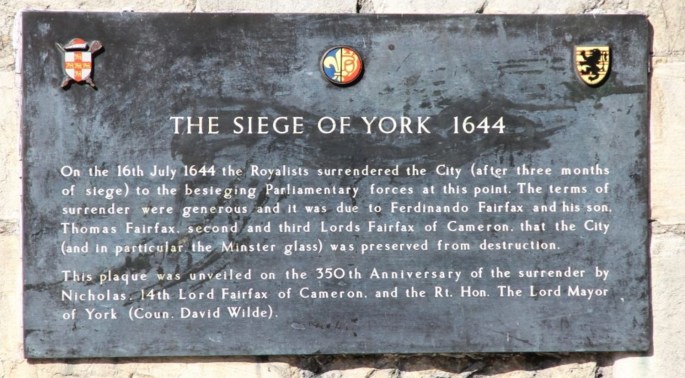 THE SIEGE OF YORK 1644
On the 16th July 1644 the Royalists surrendered the City (after three months
of siege) to the besieging Parliamentary forces at this point. The terms of
surrender were generous and it was due to Ferdinando Fairfax and his son,
Thomas Fairfax, second and third Lords Fairfax of Cameron, that the City
(and in particular the Minster glass) was preserved from destruction.
This plaque was unveiled on the 350th Anniversary of the surrender by
Nicholas, 14th Lord Fairfax of Cameron, and the Rt. Hon. The Lord Mayor
of York (Coun. David Wilde).